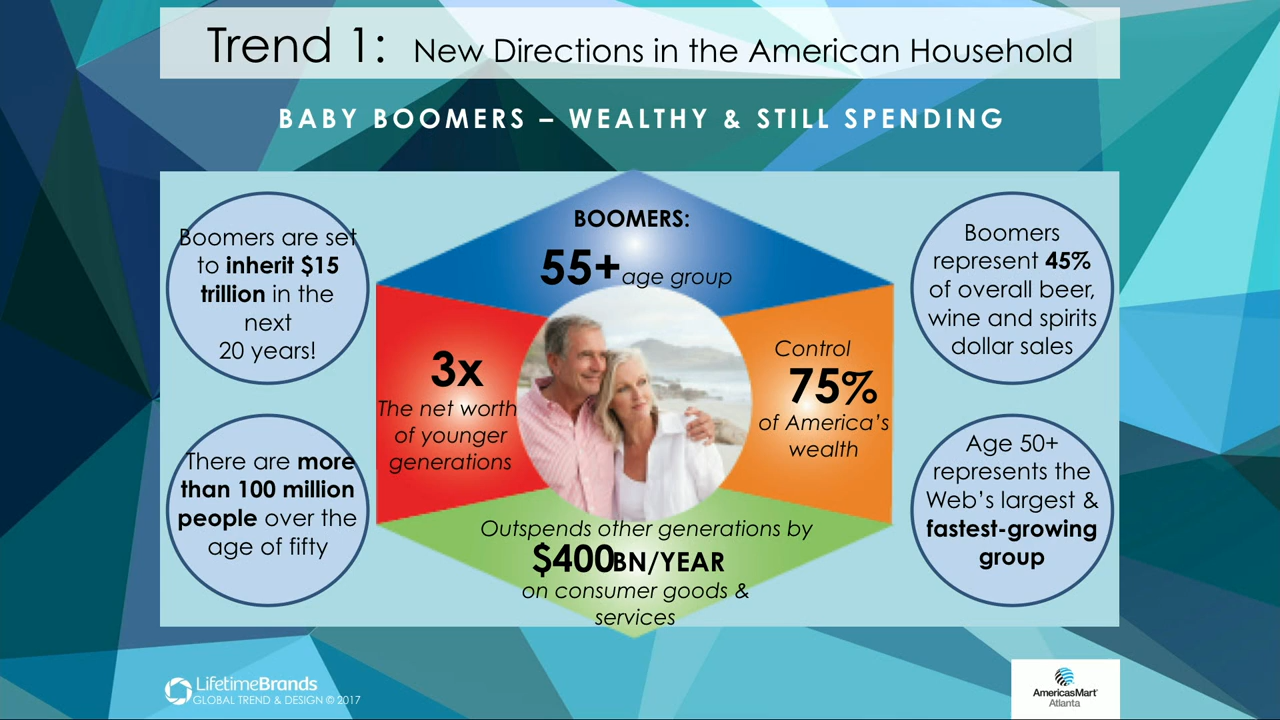 Trend 1: New Directions in the American Household
BABY BOOMERS – WEALTHY & STILL SPENDING
Boomers are set
to inherit $15
trillion in the
next
20 years!
There are more
than 100 million
people over the
age of fifty
BOOMERS:
55+ age group
3x
The net worth
of younger
generations
Control
75%
of America's
wealth
Outspends other generations by
$400BN/YEAR
on consumer goods &
services
Boomers
represent 45%
of overall beer,
wine and spirits
dollar sales
Age 50+
represents the
Web's largest &
fastest-growing
group
LifetimeBrands
GLOBAL TREND & DESIGN © 2017
AmericasMart
Atlanta